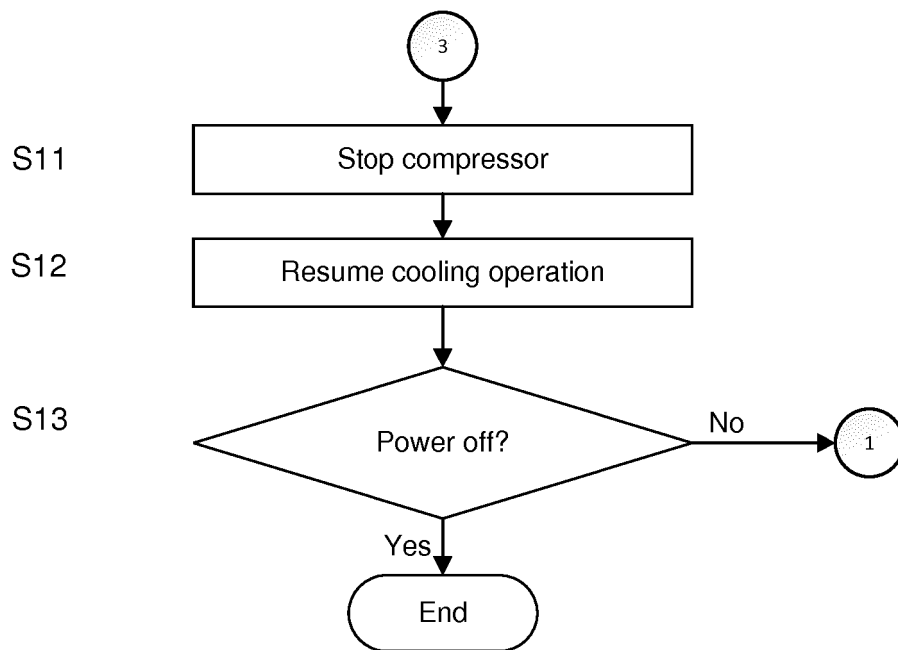 3
S11
Stop compressor
S12
Resume cooling operation
S13
Power off?
No
1
Yes
End